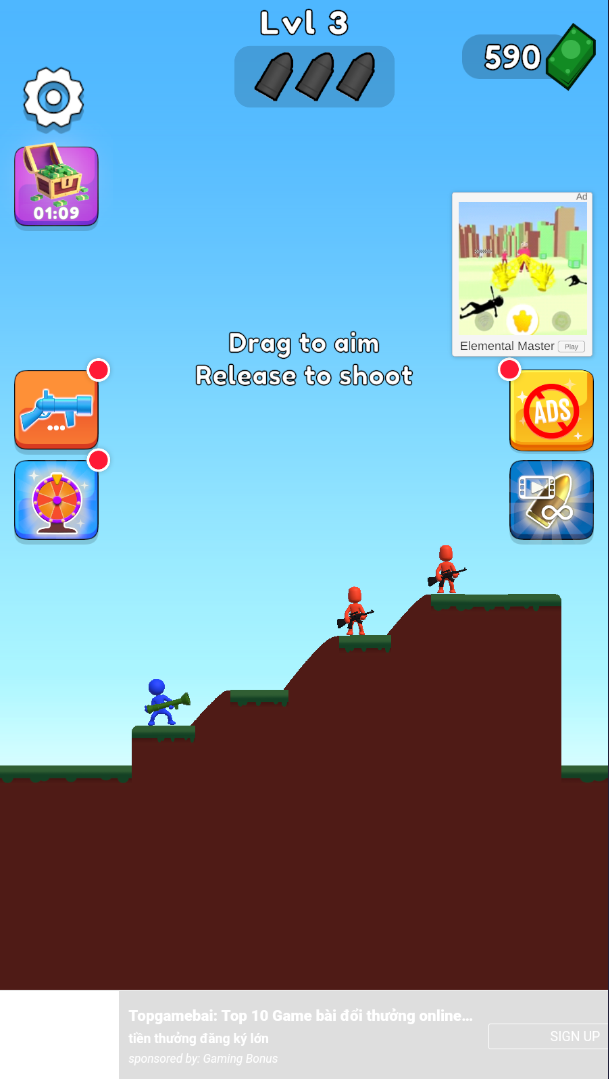 Lvl 3
590
01:09
Ad
Elemental Master
Play
Drag to aim
Release to shoot
ADS
Topgamebai: Top 10 Game bài đổi thưởng online...
tiền thưởng đăng ký lớn
sponsored by: Gaming Bonus
SIGN UP